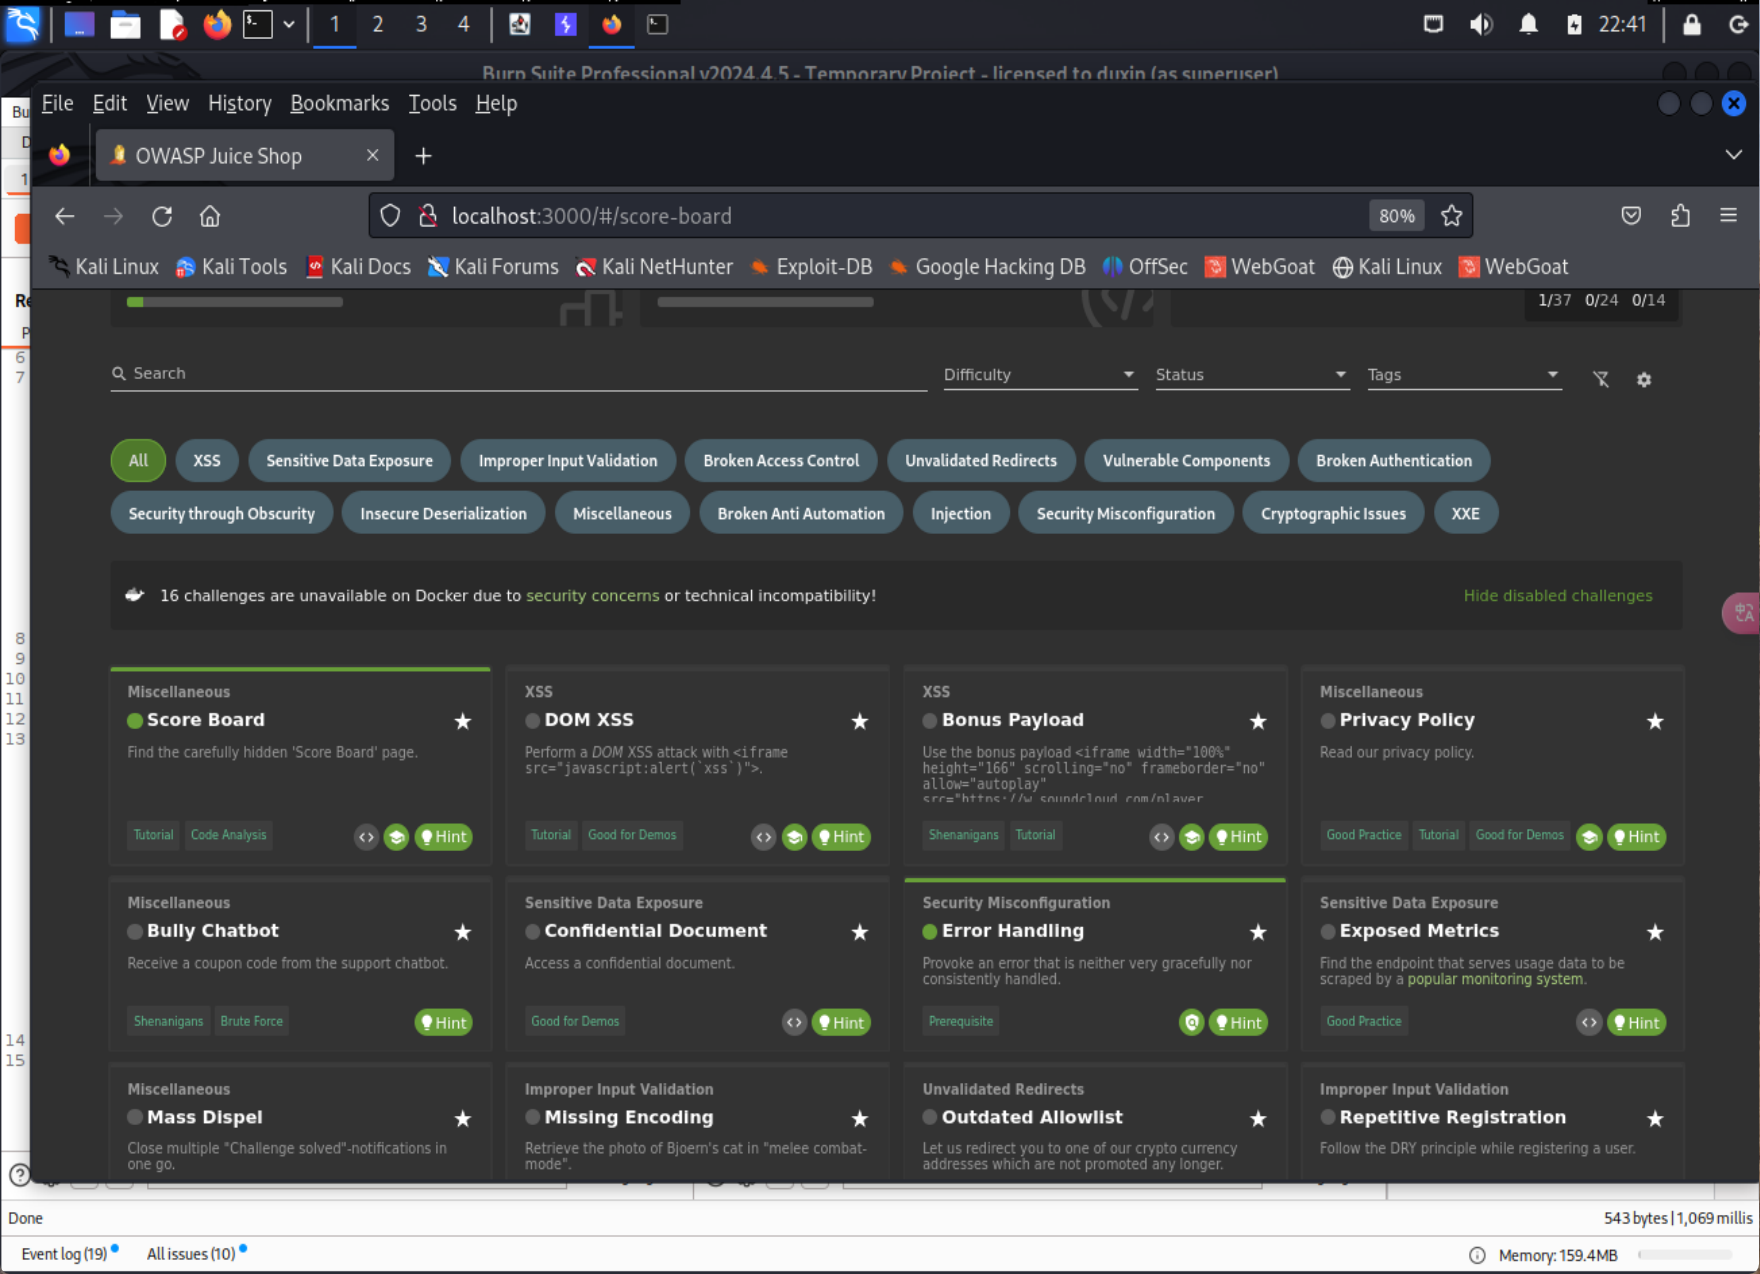 1 2 3 4 22:41
Burp Suite Professional v2024.4.5 - Temporary Project - licensed to duxin (as superuser)
Bu
File Edit View History Bookmarks Tools Help
D
OWASP Juice Shop
1
localhost:3000/#/score-board 80%
Kali Linux Kali Tools Kali Docs Kali Forums Kali NetHunter Exploit-DB Google Hacking DB OffSec WebGoat Kali Linux WebGoat
Re
1/37 0/24 0/14
P
6
7
Search Difficulty Status Tags
All XSS Sensitive Data Exposure Improper Input Validation Broken Access Control Unvalidated Redirects Vulnerable Components Broken Authentication
Security through Obscurity Insecure Deserialization Miscellaneous Broken Anti Automation Injection Security Misconfiguration Cryptographic Issues XXE
16 challenges are unavailable on Docker due to security concerns or technical incompatibility! Hide disabled challenges
中A
8
9
10
11
12
13
Miscellaneous
Score Board
Find the carefully hidden 'Score Board' page.
Tutorial Code Analysis <> Hint
XSS
DOM XSS
Perform a DOM XSS attack with <iframe
src="javascript:alert(`xss`)">.
Tutorial Good for Demos <> Hint
XSS
Bonus Payload
Use the bonus payload <iframe width="100%"
height="166" scrolling="no" frameborder="no"
allow="autoplay"
src="https://w.soundcloud.com/player
Shenanigans Tutorial <> Hint
Miscellaneous
Privacy Policy
Read our privacy policy.
Good Practice Tutorial Good for Demos Hint
Miscellaneous
Bully Chatbot
Receive a coupon code from the support chatbot.
Shenanigans Brute Force Hint
Sensitive Data Exposure
Confidential Document
Access a confidential document.
Good for Demos <> Hint
Security Misconfiguration
Error Handling
Provoke an error that is neither very gracefully nor
consistently handled.
Prerequisite Hint
Sensitive Data Exposure
Exposed Metrics
Find the endpoint that serves usage data to be
scraped by a popular monitoring system.
Good Practice <> Hint
14
15
Miscellaneous
Mass Dispel
Close multiple "Challenge solved"-notifications in
one go.
Improper Input Validation
Missing Encoding
Retrieve the photo of Bjoern's cat in "melee combat-
mode".
Unvalidated Redirects
Outdated Allowlist
Let us redirect you to one of our crypto currency
addresses which are not promoted any longer.
Improper Input Validation
Repetitive Registration
Follow the DRY principle while registering a user.
Done 543 bytes | 1,069 millis
Event log (19) All issues (10) Memory: 159.4MB